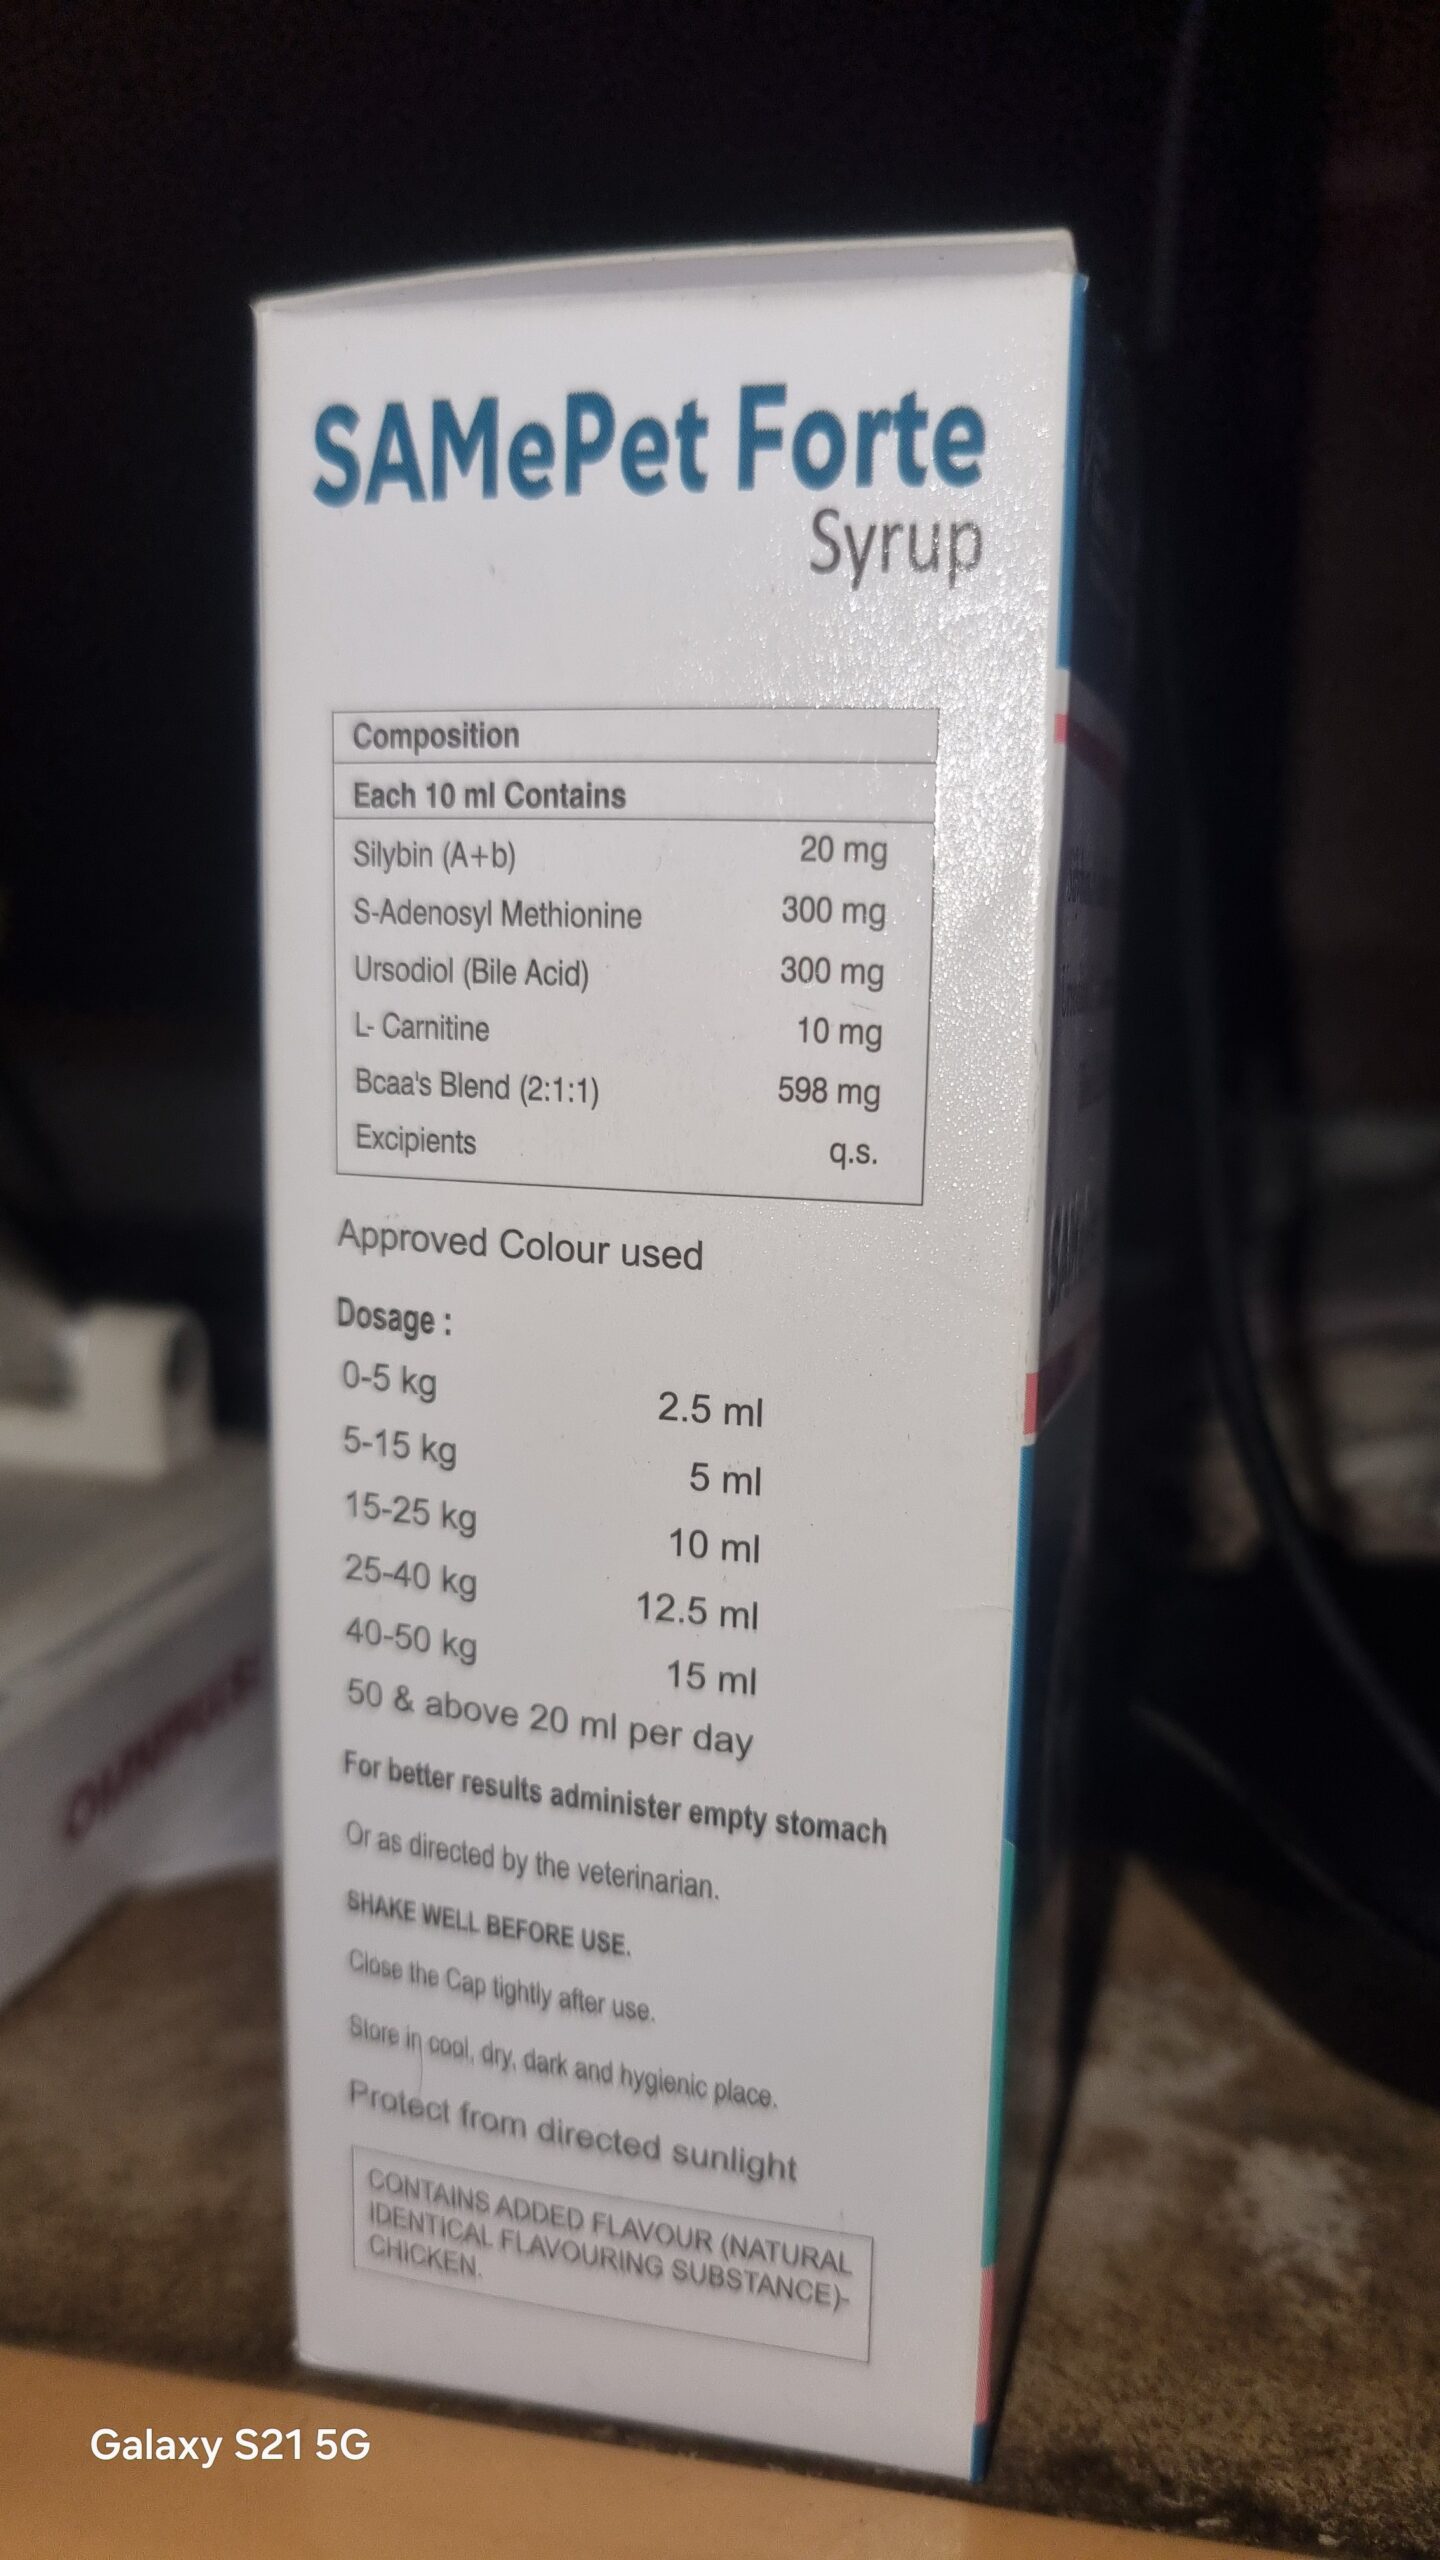 SAMePet Forte
Syrup
Composition
Each 10 ml Contains
Silybin (A+b) 20 mg
S-Adenosyl Methionine 300 mg
Ursodiol (Bile Acid) 300 mg
L- Carnitine 10 mg
Bcaa's Blend (2:1:1) 598 mg
Excipients q.s.
Approved Colour used
Dosage :
0-5 kg 2.5 ml
5-15 kg 5 ml
15-25 kg 10 ml
25-40 kg 12.5 ml
40-50 kg 15 ml
50 & above 20 ml per day
For better results administer empty stomach
Or as directed by the veterinarian.
SHAKE WELL BEFORE USE.
Close the Cap tightly after use.
Store in cool, dry, dark and hygienic place.
Protect from directed sunlight
CONTAINS ADDED FLAVOUR (NATURAL
IDENTICAL FLAVOURING SUBSTANCE)-
CHICKEN.
Galaxy S21 5G